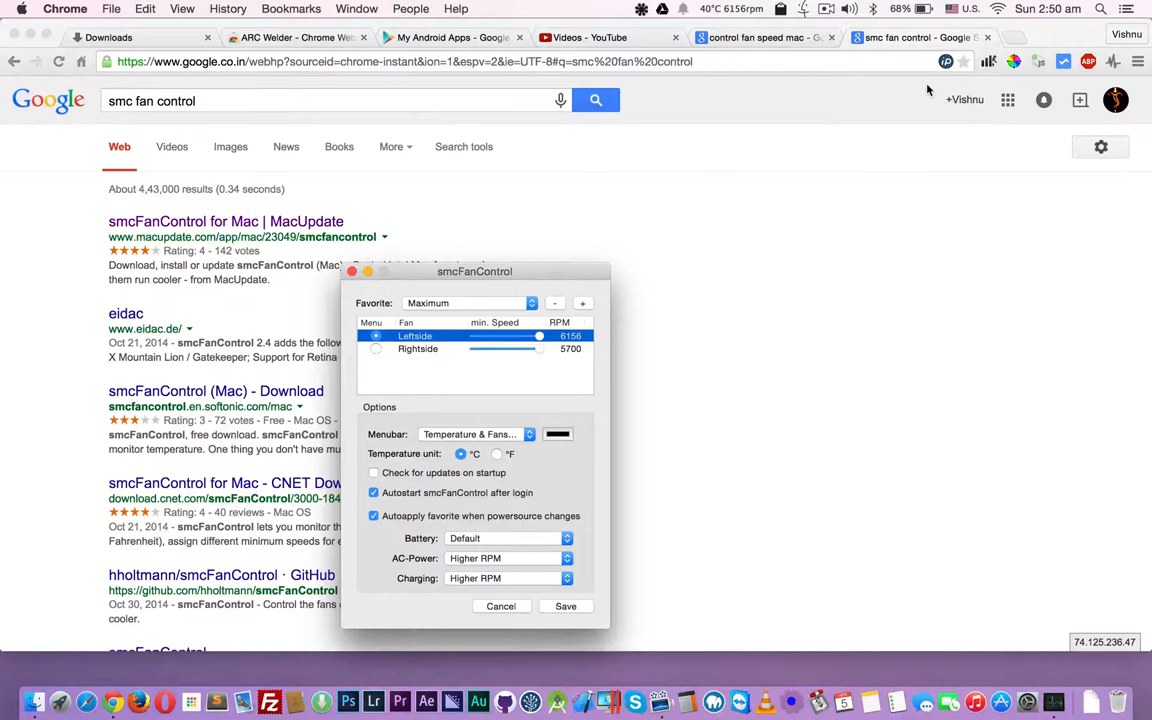 Chrome File Edit View History Bookmarks Window People Help 40°C 6156rpm 68% U.S. Sun 2:50 am
Downloads × ARC Welder - Chrome Web × My Android Apps - Google × Videos - YouTube × control fan speed mac - Go × smc fan control - Google S × Vishnu
https://www.google.co.in/webhp?sourceid=chrome-instant&ion=1&espv=2&ie=UTF-8#q=smc%20fan%20control
Google smc fan control +Vishnu
Web Videos Images News Books More Search tools
About 4,43,000 results (0.34 seconds)
smcFanControl for Mac | MacUpdate
www.macupdate.com/app/mac/23049/smcfancontrol
Rating: 4 - 142 votes
Download, install or update smcFanControl (Mac)
them run cooler - from MacUpdate.
eidac
www.eidac.de/
Oct 21, 2014 - smcFanControl 2.4 adds the follo
X Mountain Lion / Gatekeeper; Support for Retina
smcFanControl (Mac) - Download
smcfancontrol.en.softonic.com/mac
Rating: 3 - 72 votes - Free - Mac OS
smcFanControl, free download. smcFanControl
monitor temperature. One thing you don't have mu
smcFanControl for Mac - CNET Dow
download.cnet.com/smcFanControl/3000-184
Rating: 4 - 40 reviews - Mac OS
Oct 21, 2014 - smcFanControl lets you monitor th
Fahrenheit), assign different minimum speeds for e
hholtmann/smcFanControl · GitHub
https://github.com/hholtmann/smcFanControl
Oct 30, 2014 - smcFanControl - Control the fans o
cooler.
smcFanControl
Favorite: Maximum - +
Menu Fan min. Speed RPM
Leftside 6156
Rightside 5700
Options
Menubar: Temperature & Fans...
Temperature unit: °C °F
Check for updates on startup
Autostart smcFanControl after login
Autoapply favorite when powersource changes
Battery: Default
AC-Power: Higher RPM
Charging: Higher RPM
Cancel Save
74.125.236.47
Ps Lr Pr Ae Au 5